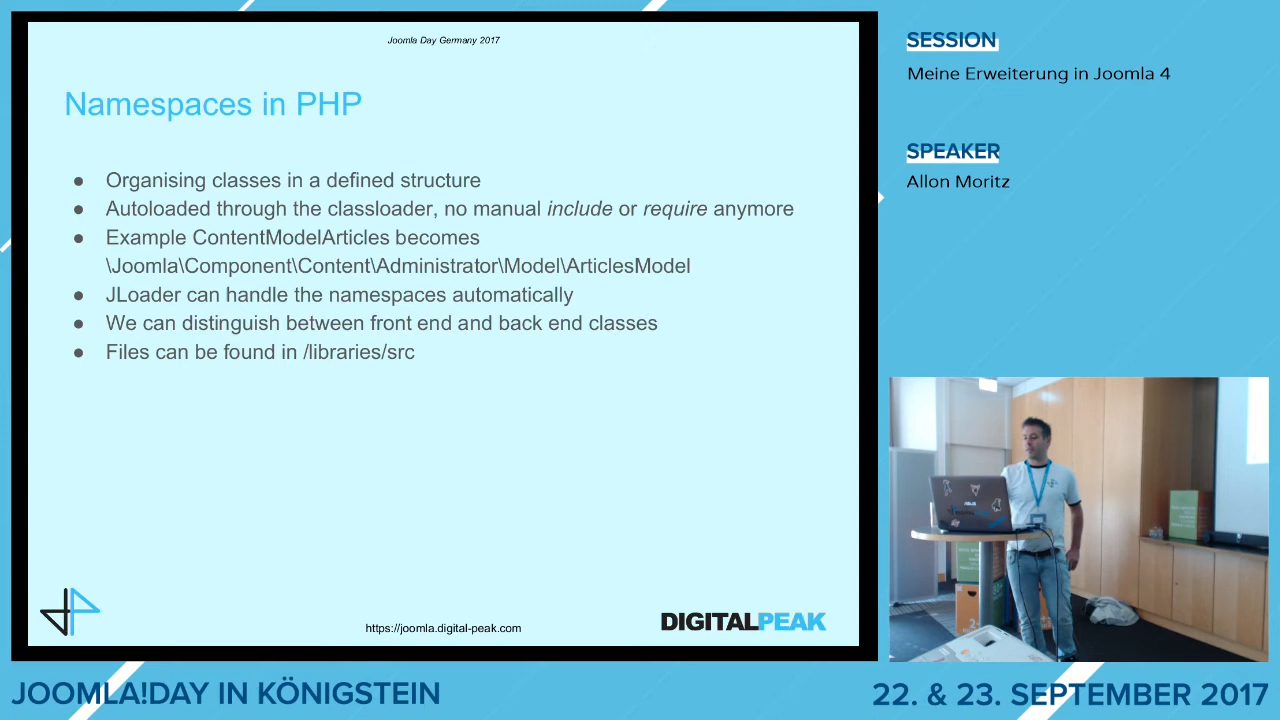 Joomla Day Germany 2017
Namespaces in PHP
● Organising classes in a defined structure
● Autoloaded through the classloader, no manual include or require anymore
● Example ContentModelArticles becomes
\Joomla\Component\Content\Administrator\Model\ArticlesModel
● JLoader can handle the namespaces automatically
● We can distinguish between front end and back end classes
● Files can be found in /libraries/src
https://joomla.digital-peak.com
DIGITALPEAK
SESSION
Meine Erweiterung in Joomla 4
SPEAKER
Allon Moritz
JOOMLA!DAY IN KÖNIGSTEIN
22. & 23. SEPTEMBER 2017